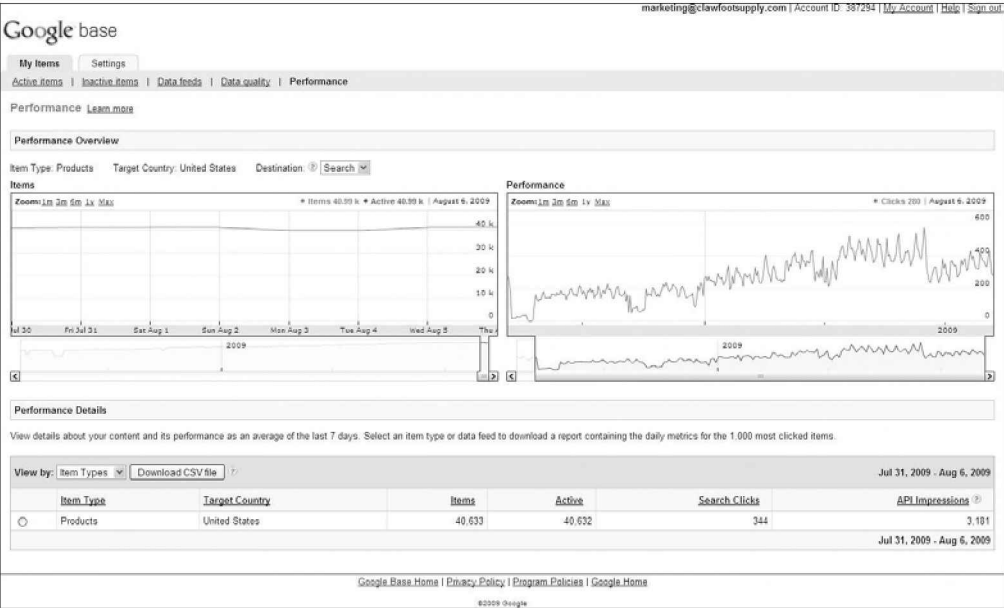 marketing@clawfootsupply.com | Account ID: 387294 | My Account | Help | Sign out
Google base
My Items Settings
Active items | Inactive items | Data feeds | Data quality | Performance
Performance Learn more
Performance Overview
Item Type: Products Target Country: United States Destination: ? Search
Items
Zoom: 1m 3m 6m 1y Max Items 40.99 k Active 40.99 k | August 6, 2009
40 k
30 k
20 k
10 k
0
Jul 30 Fri Jul 31 Sat Aug 1 Sun Aug 2 Mon Aug 3 Tue Aug 4 Wed Aug 5 Thu
2009
Performance
Zoom: 1m 3m 6m 1y Max Clicks 280 | August 6, 2009
600
400
200
2009
2009
Performance Details
View details about your content and its performance as an average of the last 7 days. Select an item type or data feed to download a report containing the daily metrics for the 1,000 most clicked items.
View by: Item Types Download CSV file ? Jul 31, 2009 - Aug 6, 2009
Item Type Target Country Items Active Search Clicks API Impressions ?
Products United States 40,633 40,632 344 3,181
Jul 31, 2009 - Aug 6, 2009
Google Base Home | Privacy Policy | Program Policies | Google Home
©2009 Google